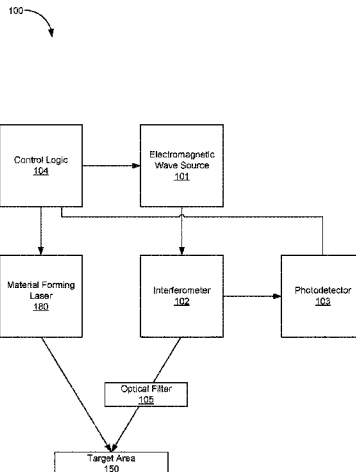 100
Control Logic
104
Electromagnetic
Wave Source
101
Material Forming
Laser
180
Interferometer
102
Photodetector
103
Optical Filter
105
Target Area
150